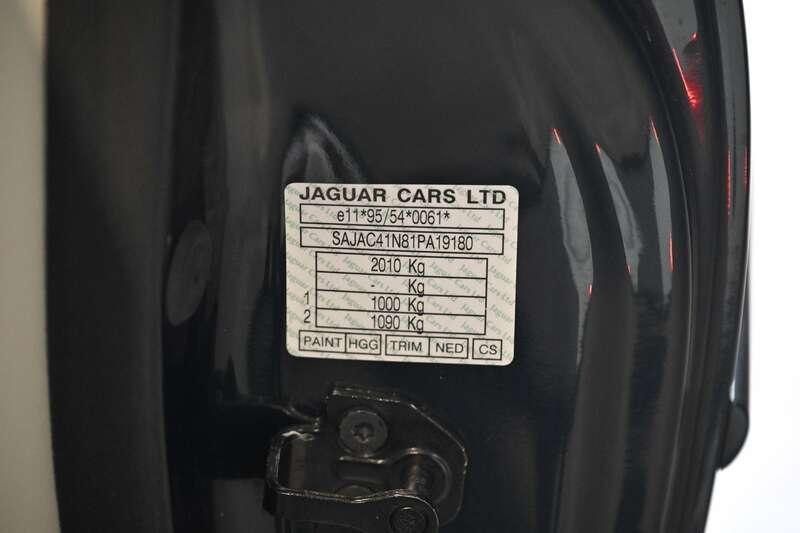 JAGUAR CARS LTD
e11*95/54*0061*
SAJAC41N81PA19180
2010 Kg
- Kg
1 1000 Kg
2 1090 Kg
PAINT HGG TRIM NED CS